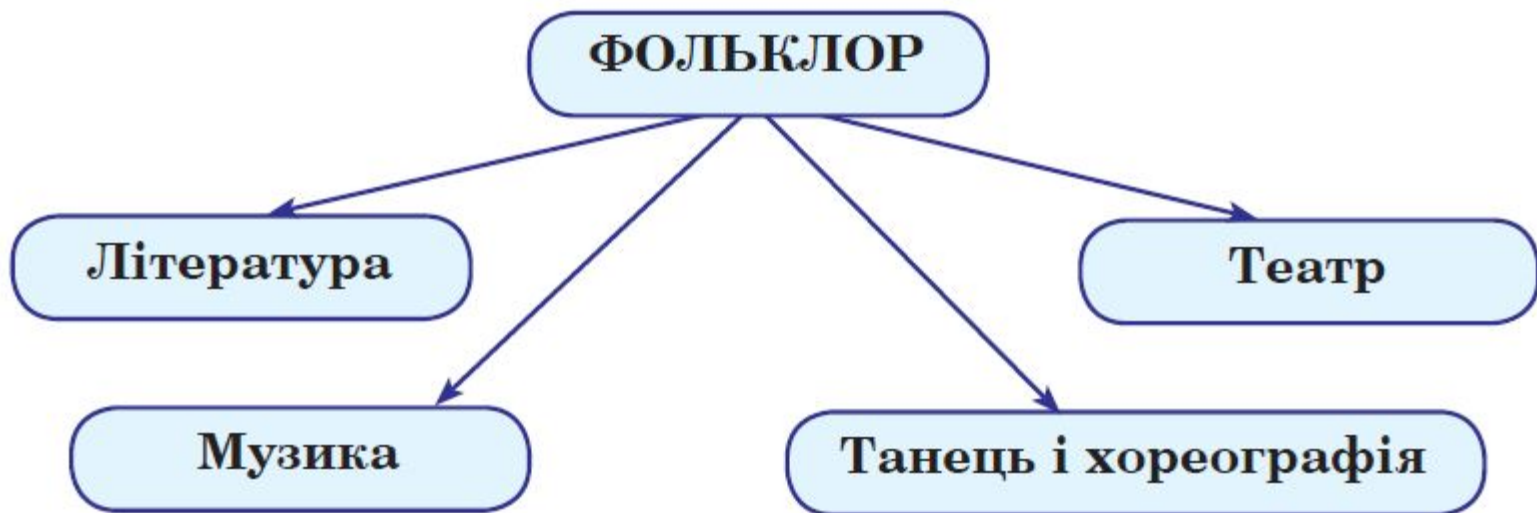 ФОЛЬКЛОР
Література
Театр
Музика
Танець і хореографія